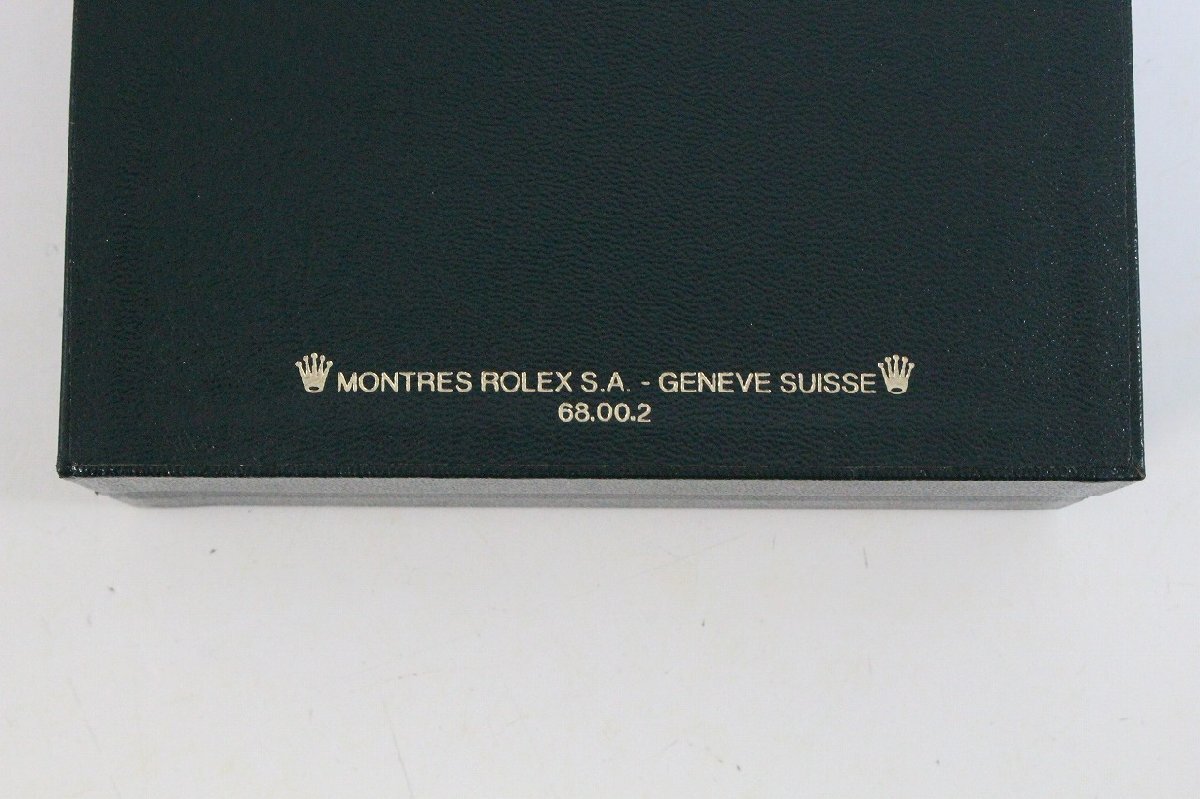 MONTRES ROLEX S.A. - GENEVE SUISSE
68.00.2